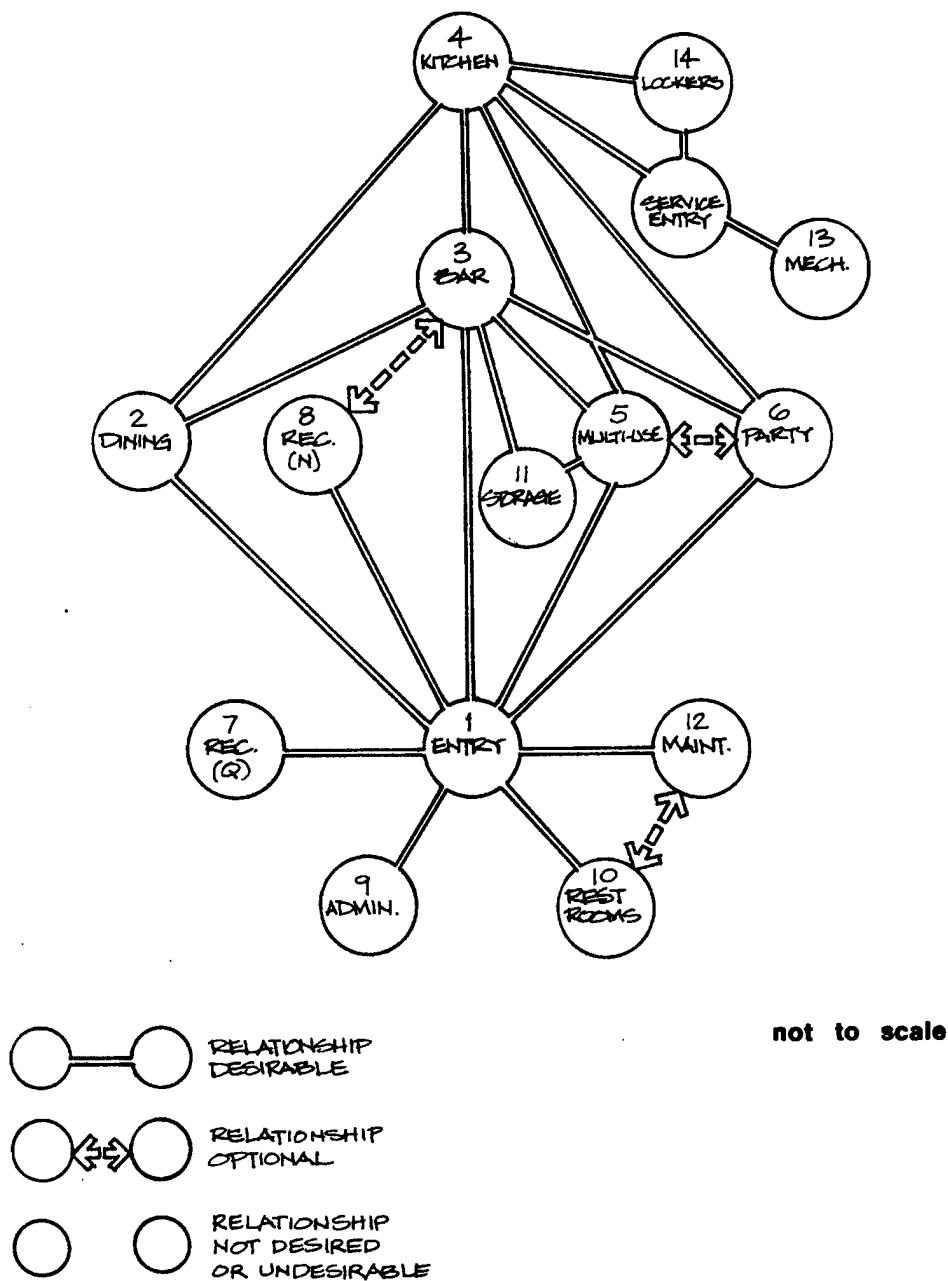 4
KITCHEN
14
LOCKERS
SERVICE
ENTRY
13
MECH.
3
BAR
2
DINING
8
REC.
(N)
5
MULTI-USE
6
PARTY
11
STORAGE
7
REC.
(Q)
1
ENTRY
12
MAINT.
9
ADMIN.
10
REST
ROOMS
not to scale
RELATIONSHIP
DESIRABLE
RELATIONSHIP
OPTIONAL
RELATIONSHIP
NOT DESIRED
OR UNDESIRABLE